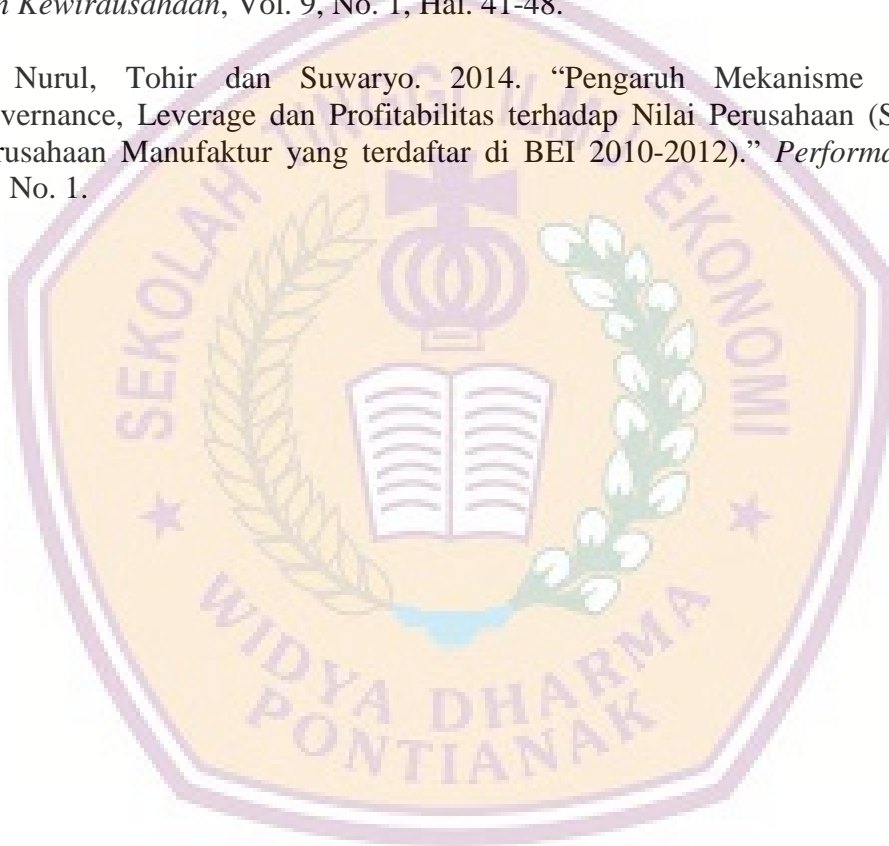 n Kewirausahaan, Vol. 9, No. 1, Hal. 41-48.
Nurul, Tohir dan Suwaryo. 2014. “Pengaruh Mekanisme
vernance, Leverage dan Profitabilitas terhadap Nilai Perusahaan (S
rusahaan Manufaktur yang terdaftar di BEI 2010-2012).” Performa
No. 1.
SEKOLAH TINGGI ILMU EKONOMI
WIDYA DHARMA
PONTIANAK